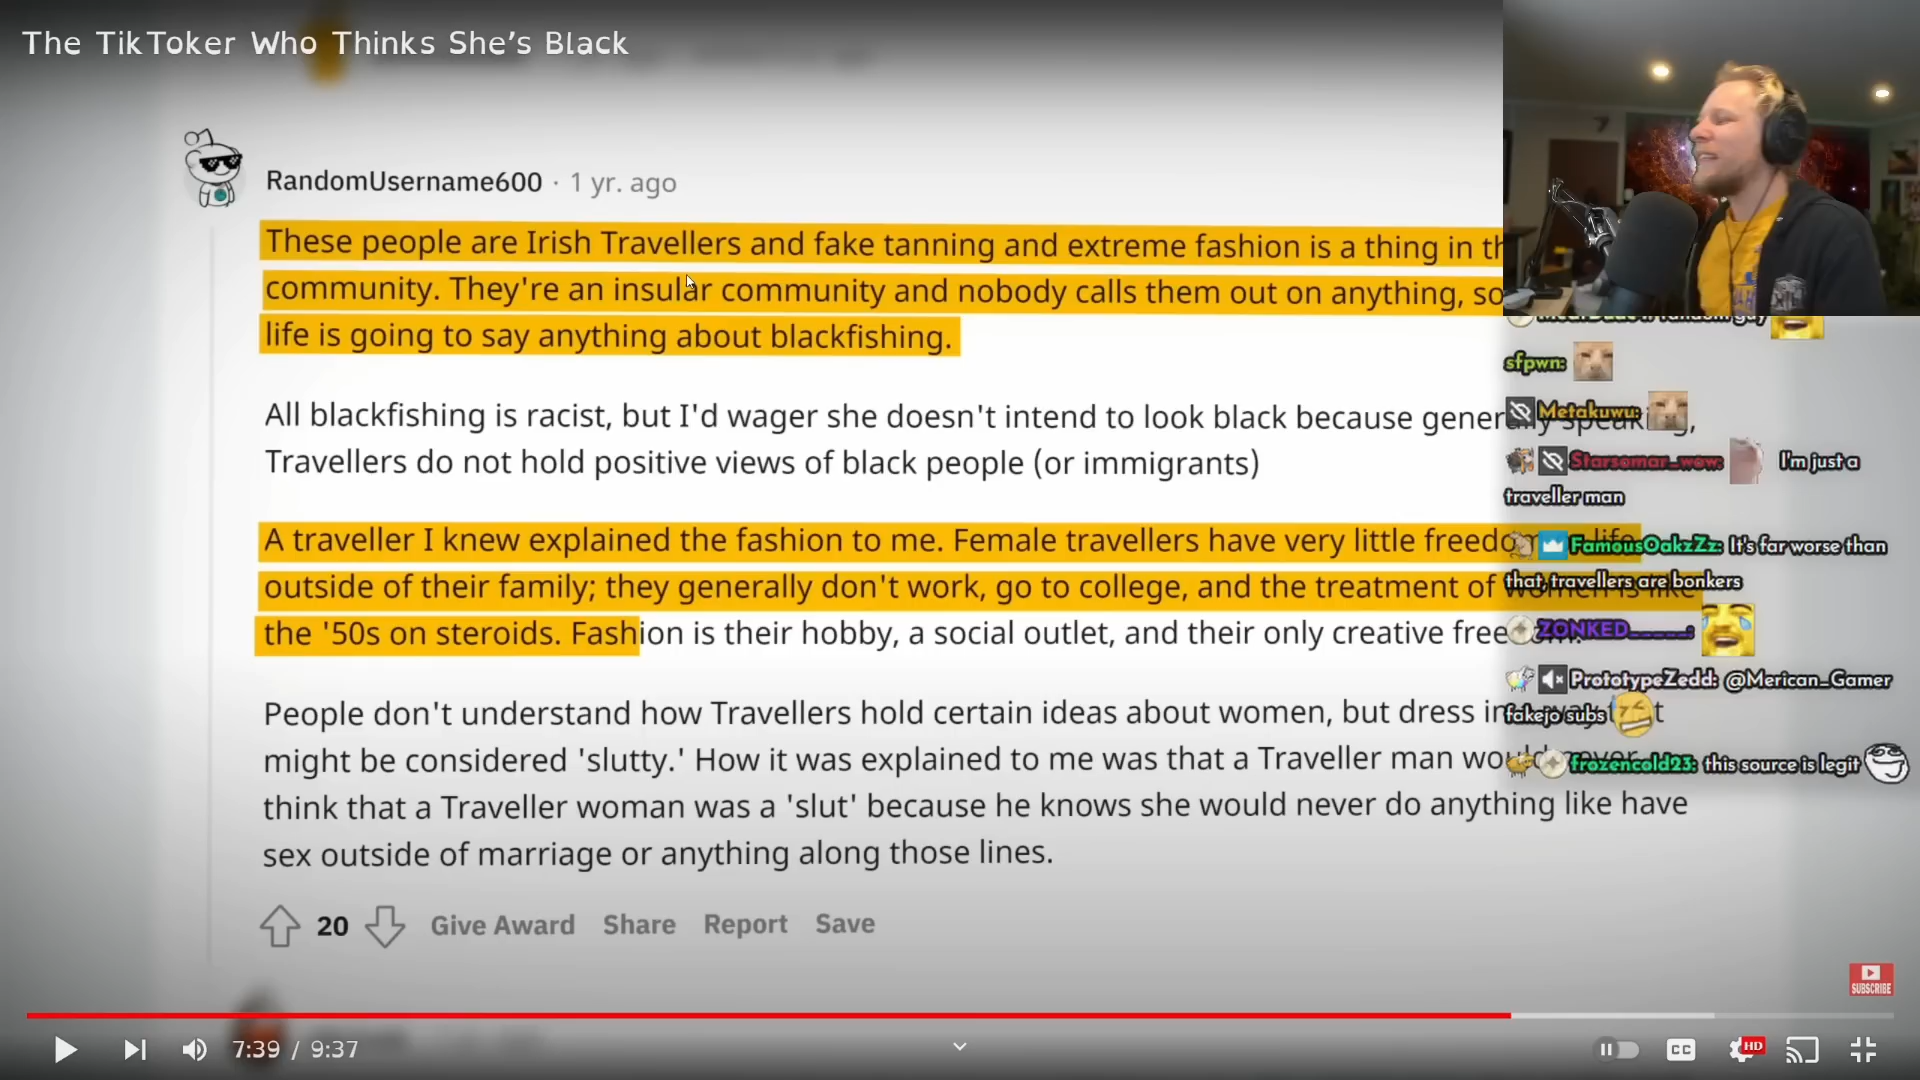 The TikToker Who Thinks She's Black
RandomUsername600 · 1 yr. ago
These people are Irish Travellers and fake tanning and extreme fashion is a thing in
community. They're an insular community and nobody calls them out on anything, so
life is going to say anything about blackfishing.
All blackfishing is racist, but I'd wager she doesn't intend to look black because generally speaking,
Travellers do not hold positive views of black people (or immigrants)
A traveller I knew explained the fashion to me. Female travellers have very little freedom
outside of their family; they generally don't work, go to college, and the treatment of women is like
the '50s on steroids. Fashion is their hobby, a social outlet, and their only creative
People don't understand how Travellers hold certain ideas about women, but dress in
might be considered 'slutty.' How it was explained to me was that a Traveller man would never
think that a Traveller woman was a 'slut' because he knows she would never do anything like have
sex outside of marriage or anything along those lines.
20 Give Award Share Report Save
sfpwn:
Metakuwu:
Starsomar_wow: I'm just a
traveller man
FamousOakzZz: It's far worse than
that, travellers are bonkers
ZONKED_____:
PrototypeZedd: @Merican_Gamer
fakejo subs
frozencold23: this source is legit
SUBSCRIBE
7:39 / 9:37
CC
HD